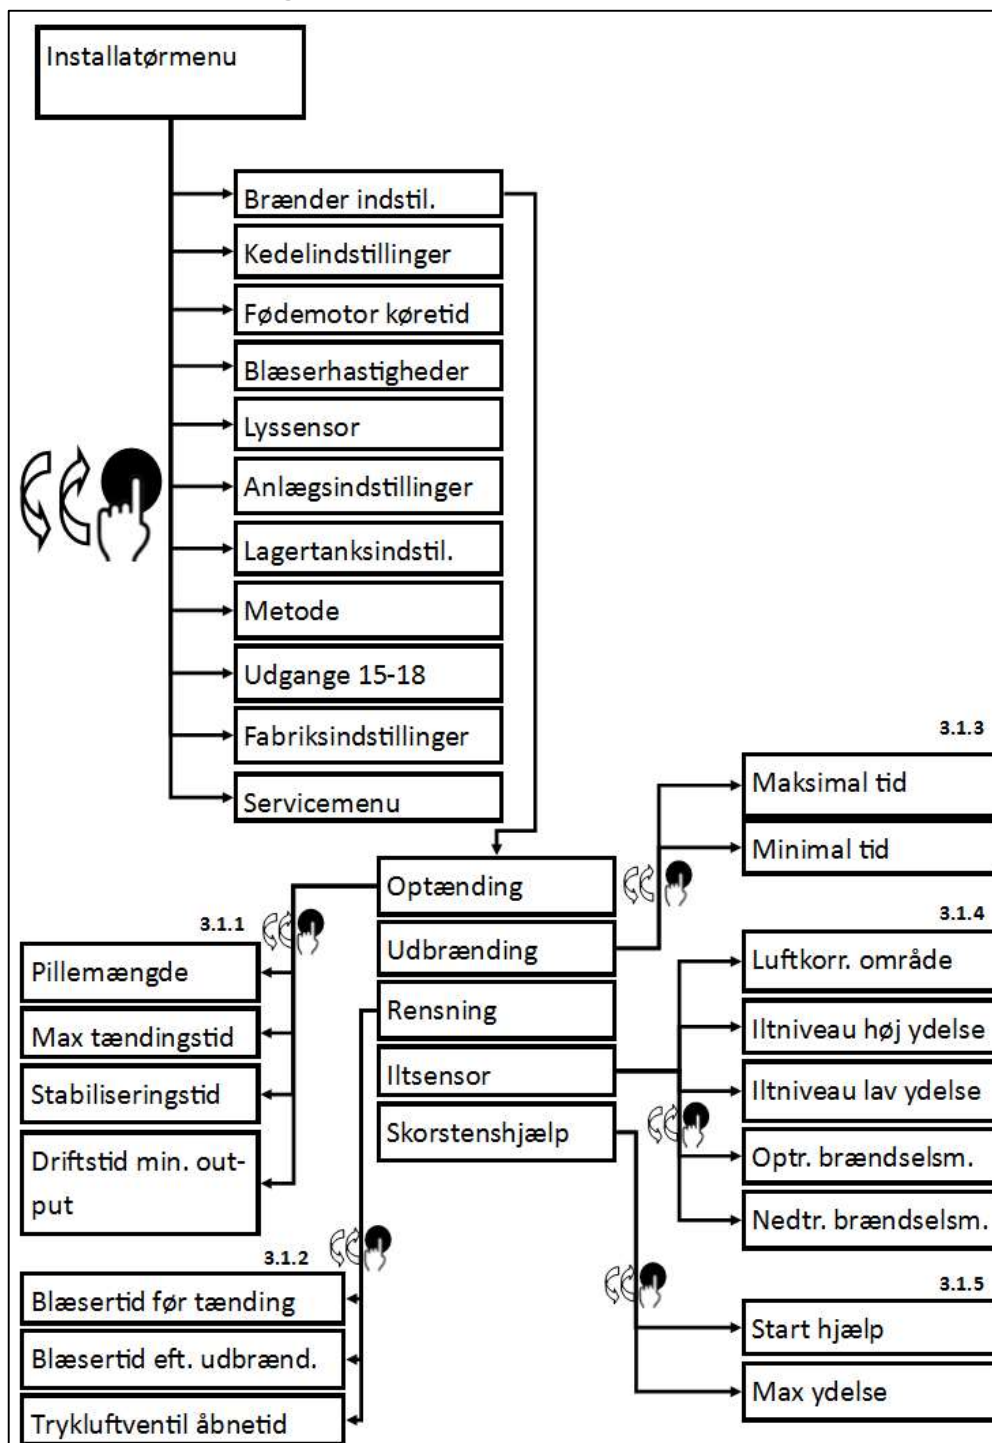 Installatørmenu
Brænder indstil.
Kedelindstillinger
Fødemotor køretid
Blæserhastigheder
Lyssensor
Anlægsindstillinger
Lagertanksindstil.
Metode
Udgange 15-18
Fabriksindstillinger
Servicemenu
Optænding
Udbrænding
Rensning
Iltsensor
Skorstenshjælp
3.1.1
Pillemængde
Max tændingstid
Stabiliseringstid
Driftstid min. out-
put
3.1.2
Blæsertid før tænding
Blæsertid eft. udbrænd.
Trykluftventil åbnetid
3.1.3
Maksimal tid
Minimal tid
3.1.4
Luftkorr. område
Iltniveau høj ydelse
Iltniveau lav ydelse
Optr. brændselsm.
Nedtr. brændselsm.
3.1.5
Start hjælp
Max ydelse